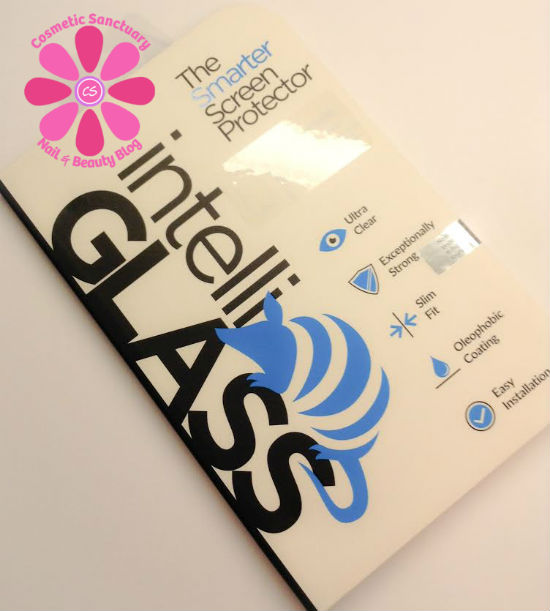 Cosmetic Sanctuary
CS
Nail & Beauty Blog
The
Smarter
Screen
Protector
intelli
GLASS
Ultra
Clear
Exceptionally
Strong
Slim
Fit
Oleophobic
Coating
Easy
Installation